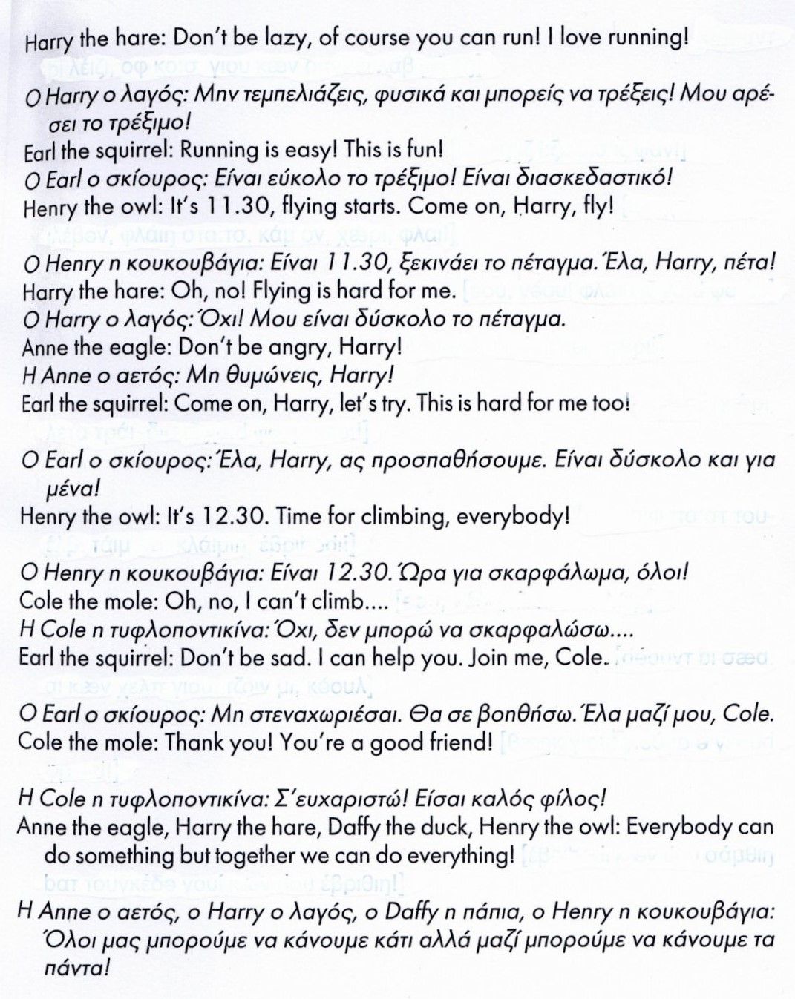 Harry the hare: Don't be lazy, of course you can run! I love running!
Ο Harry ο λαγός: Μην τεμπελιάζεις, φυσικά και μπορείς να τρέξεις! Μου αρέ-
σει το τρέξιμο!
Earl the squirrel: Running is easy! This is fun!
Ο Earl ο σκίουρος: Είναι εύκολο το τρέξιμο! Είναι διασκεδαστικό!
Henry the owl: It's 11.30, flying starts. Come on, Harry, fly!
Ο Henry η κουκουβάγια: Είναι 11.30, ξεκινάει το πέταγμα. Έλα, Harry, πέτα!
Harry the hare: Oh, no! Flying is hard for me.
Ο Harry ο λαγός: Όχι! Μου είναι δύσκολο το πέταγμα.
Anne the eagle: Don't be angry, Harry!
Η Anne ο αετός: Μη θυμώνεις, Harry!
Earl the squirrel: Come on, Harry, let's try. This is hard for me too!
Ο Earl ο σκίουρος: Έλα, Harry, ας προσπαθήσουμε. Είναι δύσκολο και για
μένα!
Henry the owl: It's 12.30. Time for climbing, everybody!
Ο Henry η κουκουβάγια: Είναι 12.30. Ώρα για σκαρφάλωμα, όλοι!
Cole the mole: Oh, no, I can't climb....
Η Cole η τυφλοποντικίνα: Όχι, δεν μπορώ να σκαρφαλώσω....
Earl the squirrel: Don't be sad. I can help you. Join me, Cole.
Ο Earl ο σκίουρος: Μη στεναχωριέσαι. Θα σε βοηθήσω. Έλα μαζί μου, Cole.
Cole the mole: Thank you! You're a good friend!
Η Cole η τυφλοποντικίνα: Σ'ευχαριστώ! Είσαι καλός φίλος!
Anne the eagle, Harry the hare, Daffy the duck, Henry the owl: Everybody can
do something but together we can do everything!
Η Anne ο αετός, ο Harry ο λαγός, ο Daffy η πάπια, ο Henry η κουκουβάγια:
Όλοι μας μπορούμε να κάνουμε κάτι αλλά μαζί μπορούμε να κάνουμε τα
πάντα!